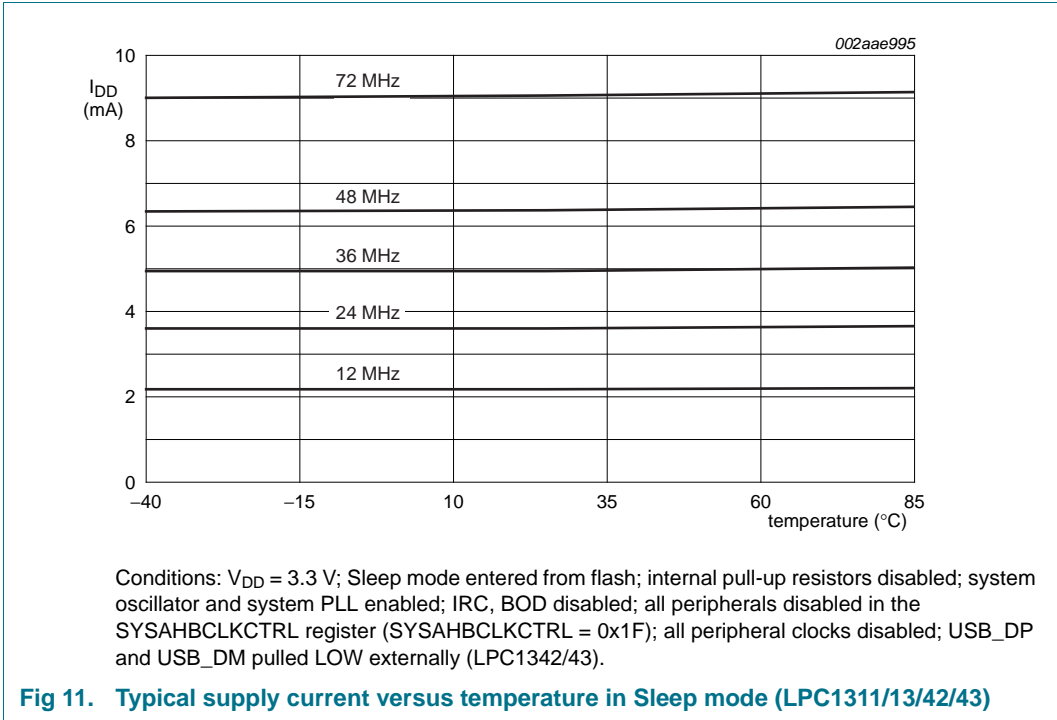 002aae995
10
I_DD
(mA)
72 MHz
8
48 MHz
6
36 MHz
4
24 MHz
12 MHz
2
0
−40
−15
10
35
60
85
temperature (°C)
Conditions: V_DD = 3.3 V; Sleep mode entered from flash; internal pull-up resistors disabled; system
oscillator and system PLL enabled; IRC, BOD disabled; all peripherals disabled in the
SYSAHBCLKCTRL register (SYSAHBCLKCTRL = 0x1F); all peripheral clocks disabled; USB_DP
and USB_DM pulled LOW externally (LPC1342/43).
Fig 11. Typical supply current versus temperature in Sleep mode (LPC1311/13/42/43)